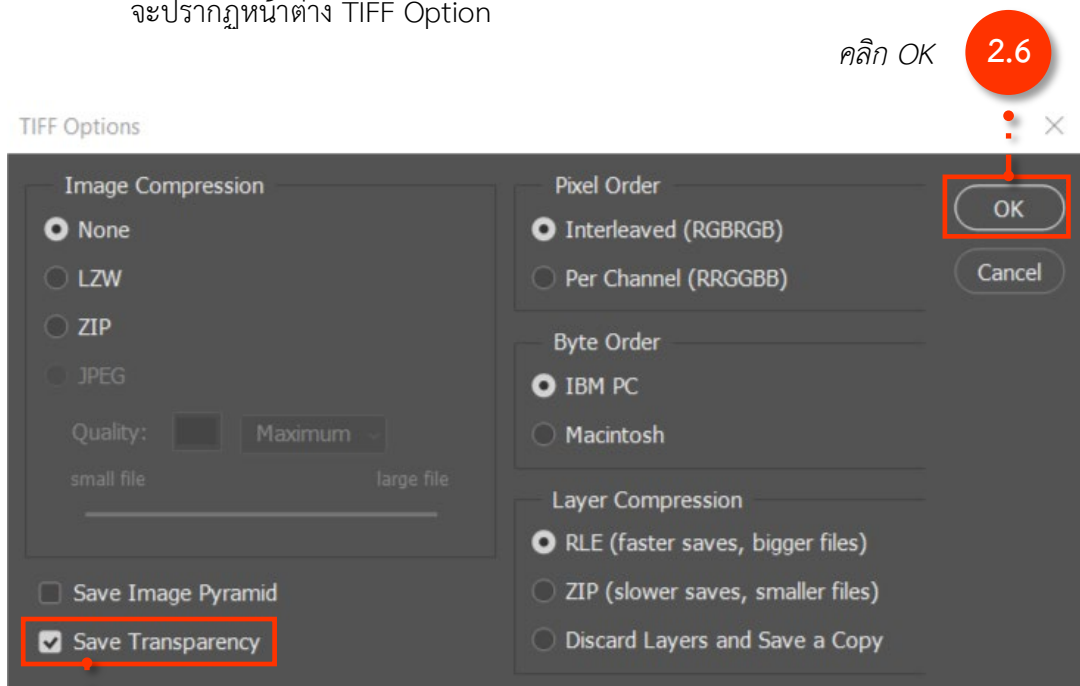 จะปรากฏหน้าต่าง TIFF Option
คลิก OK 2.6
TIFF Options
Image Compression
None
LZW
ZIP
JPEG
Quality: Maximum
small file large file
Save Image Pyramid
Save Transparency
Pixel Order
Interleaved (RGBRGB)
Per Channel (RRGGBB)
Byte Order
IBM PC
Macintosh
Layer Compression
RLE (faster saves, bigger files)
ZIP (slower saves, smaller files)
Discard Layers and Save a Copy
OK
Cancel